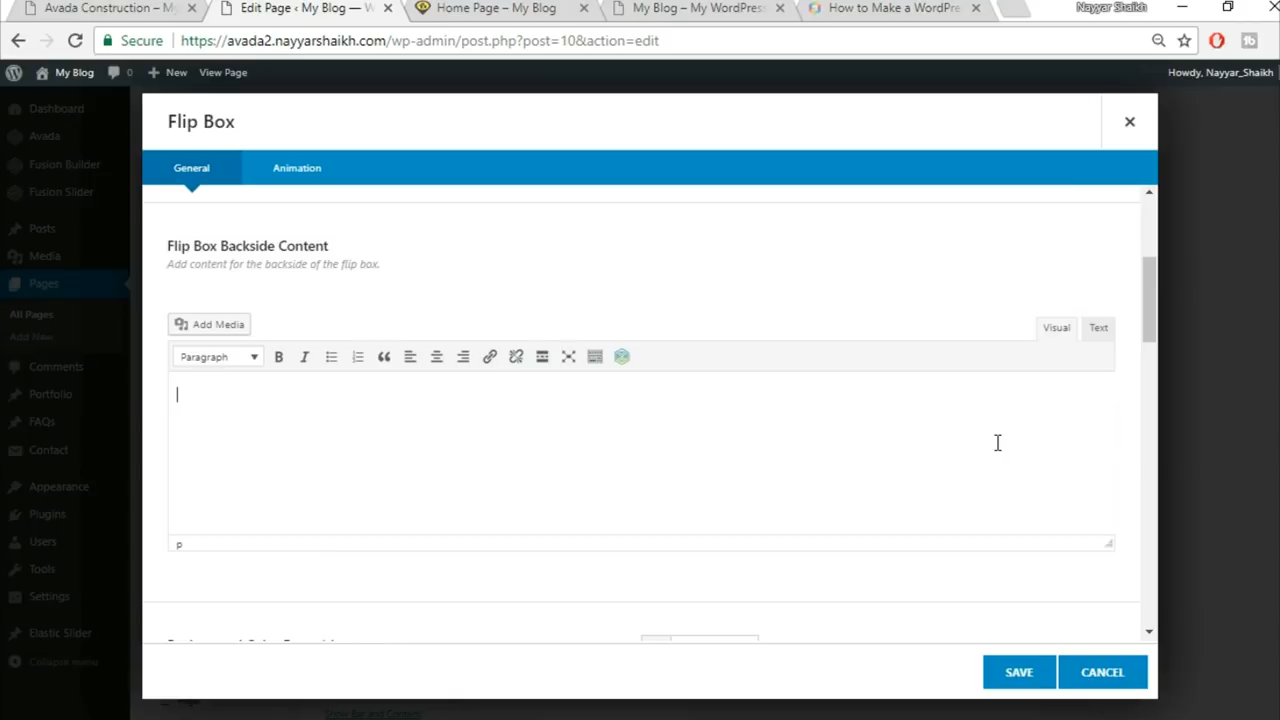 Avada Construction – My
Edit Page ‹ My Blog — W
Home Page – My Blog
My Blog – My WordPress
How to Make a WordPre
Nayyar Shaikh
Secure
https://avada2.nayyarshaikh.com/wp-admin/post.php?post=10&action=edit
My Blog
0
New
View Page
Howdy, Nayyar_Shaikh
Dashboard
Avada
Fusion Builder
Fusion Slider
Posts
Media
Pages
All Pages
Add New
Comments
Portfolio
FAQs
Contact
Appearance
Plugins
Users
Tools
Settings
Elastic Slider
Collapse menu
Flip Box
General
Animation
Flip Box Backside Content
Add content for the backside of the flip box.
Add Media
Visual
Text
Paragraph
B
I
p
SAVE
CANCEL